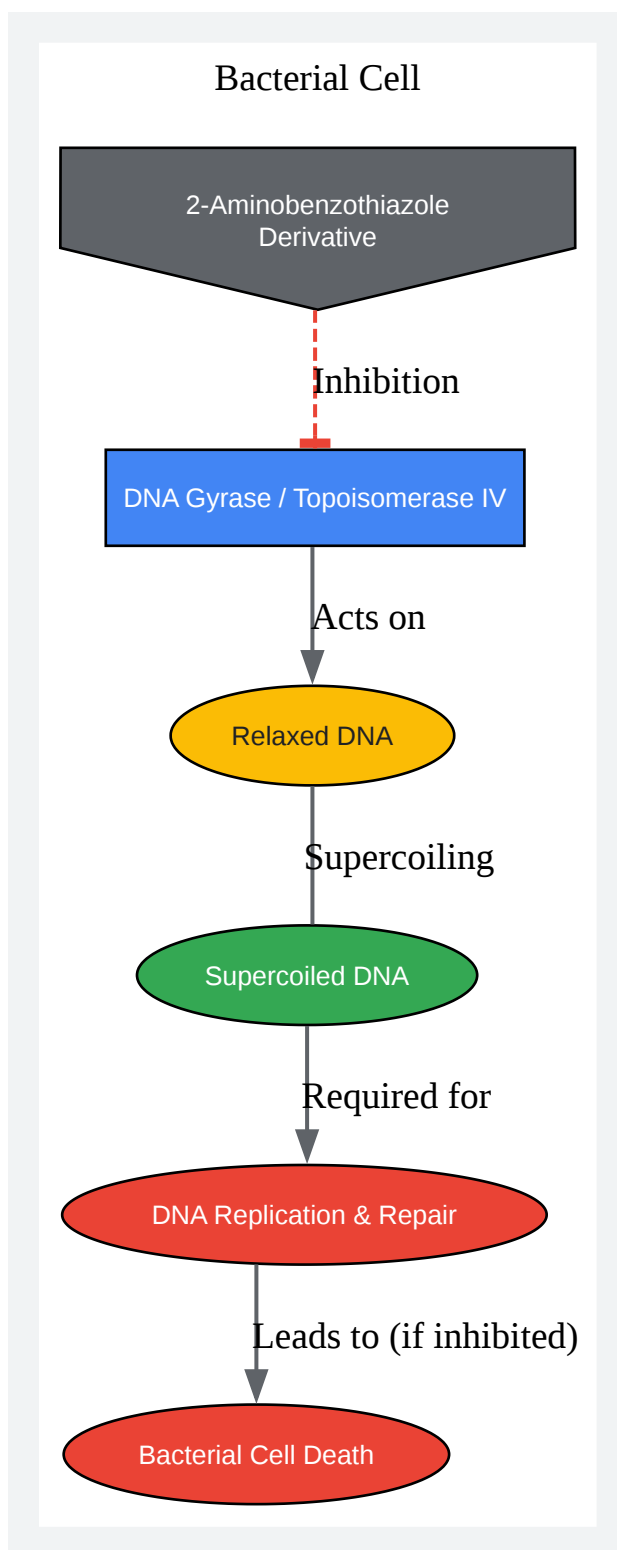 Bacterial Cell
2-Aminobenzothiazole
Derivative
Inhibition
DNA Gyrase / Topoisomerase IV
Acts on
Relaxed DNA
Supercoiling
Supercoiled DNA
Required for
DNA Replication & Repair
Leads to (if inhibited)
Bacterial Cell Death